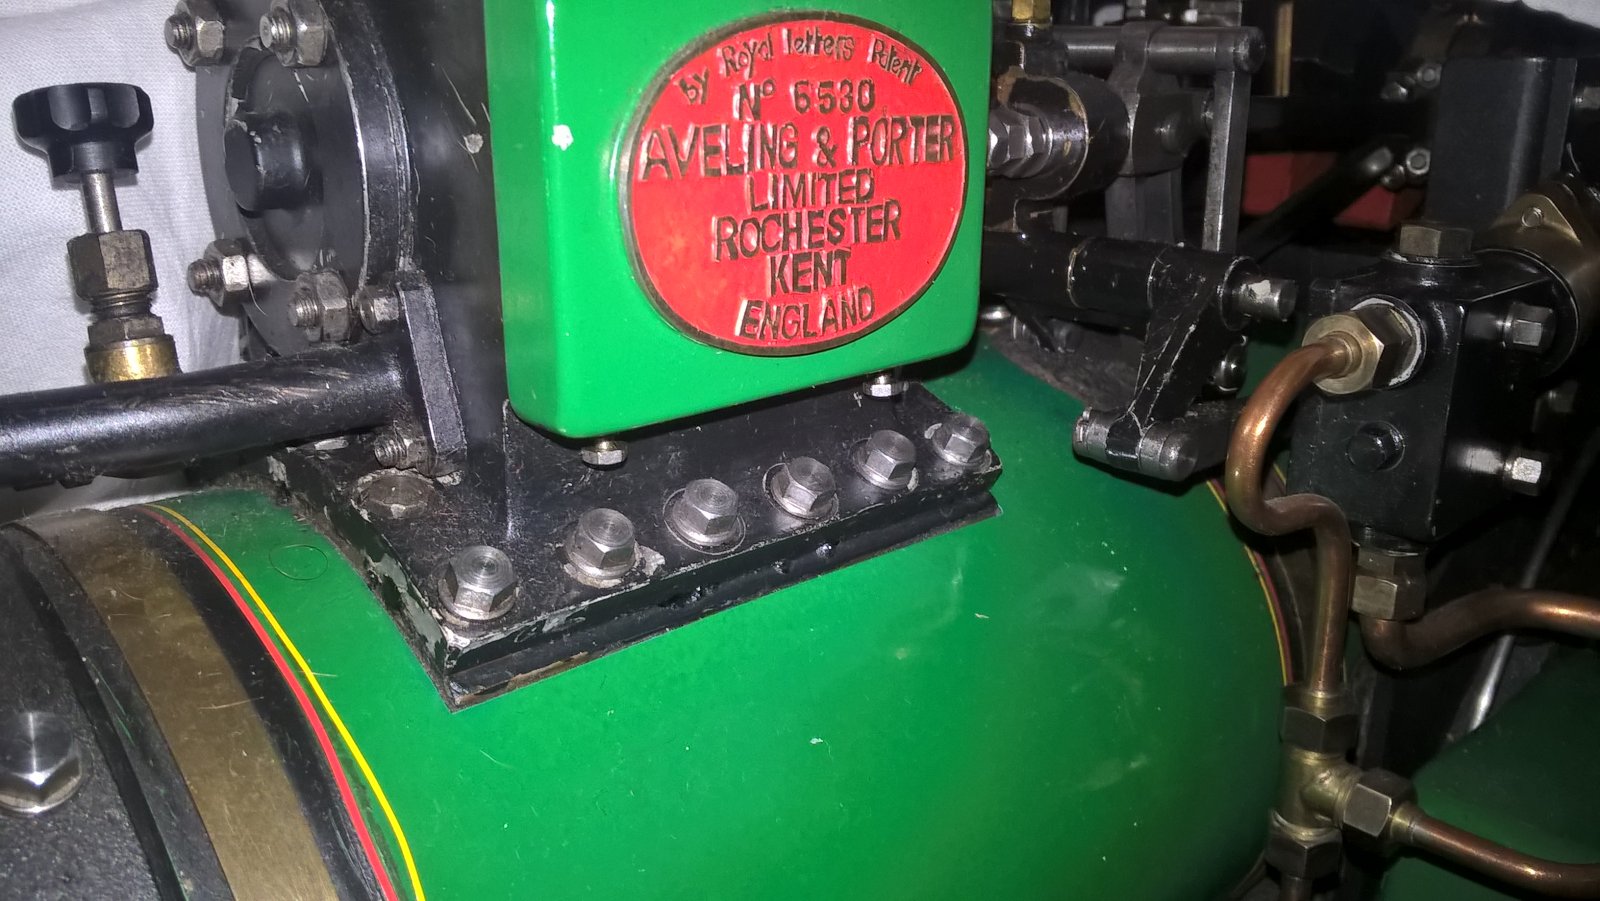 by Royal letters Patent
Nº 6530
AVELING & PORTER
LIMITED
ROCHESTER
KENT
ENGLAND